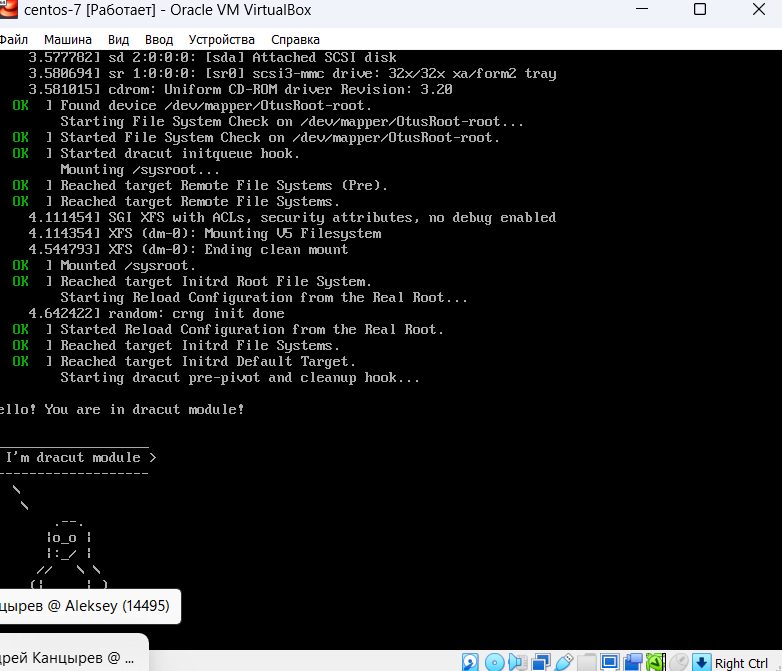 centos-7 [Работает] - Oracle VM VirtualBox
Файл Машина Вид Ввод Устройства Справка
3.577782] sd 2:0:0:0: [sda] Attached SCSI disk
3.580694] sr 1:0:0:0: [sr0] scsi3-mmc drive: 32x/32x xa/form2 tray
3.581015] cdrom: Uniform CD-ROM driver Revision: 3.20
OK ] Found device /dev/mapper/OtusRoot-root.
Starting File System Check on /dev/mapper/OtusRoot-root...
OK ] Started File System Check on /dev/mapper/OtusRoot-root.
OK ] Started dracut initqueue hook.
Mounting /sysroot...
OK ] Reached target Remote File Systems (Pre).
OK ] Reached target Remote File Systems.
4.111454] SGI XFS with ACLs, security attributes, no debug enabled
4.114354] XFS (dm-0): Mounting V5 Filesystem
4.544793] XFS (dm-0): Ending clean mount
OK ] Mounted /sysroot.
OK ] Reached target Initrd Root File System.
Starting Reload Configuration from the Real Root...
4.642422] random: crng init done
OK ] Started Reload Configuration from the Real Root.
OK ] Reached target Initrd File Systems.
OK ] Reached target Initrd Default Target.
Starting dracut pre-pivot and cleanup hook...
ello! You are in dracut module!
I'm dracut module >
-------------------
\
\
.--.
|o_o |
|:_/ |
// \ \
(| | )
цырев @ Aleksey (14495)
дрей Канцырев @ ...
Right Ctrl